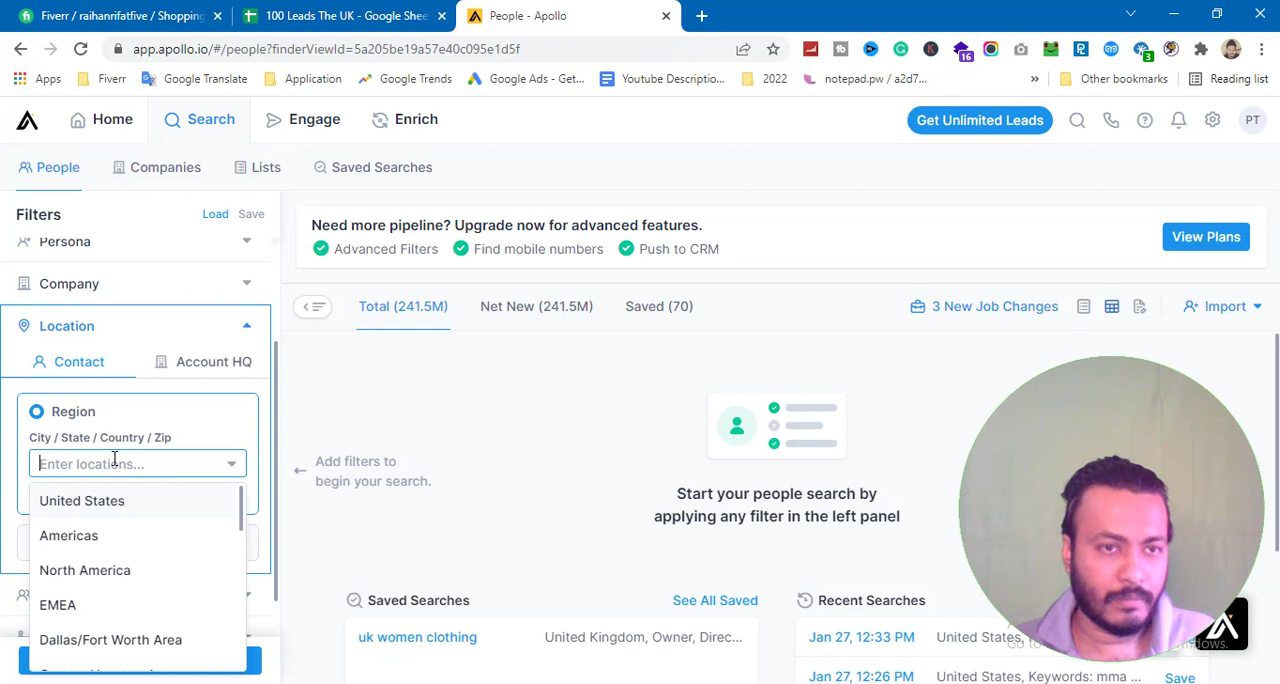 Fiverr / raihanrifatfive / Shopping
100 Leads The UK - Google Shee
People - Apollo
app.apollo.io/#/people?finderViewId=5a205be19a57e40c095e1d5f
16
3
Apps
Fiverr
Google Translate
Application
Google Trends
Google Ads - Get...
Youtube Description...
2022
notepad.pw / a2d7...
»
Other bookmarks
Reading list
Home
Search
Engage
Enrich
Get Unlimited Leads
PT
People
Companies
Lists
Saved Searches
Filters
Load
Save
Persona
Company
Location
Contact
Account HQ
Region
City / State / Country / Zip
Enter locations...
United States
Americas
North America
EMEA
Dallas/Fort Worth Area
Need more pipeline? Upgrade now for advanced features.
Advanced Filters
Find mobile numbers
Push to CRM
View Plans
Total (241.5M)
Net New (241.5M)
Saved (70)
3 New Job Changes
Import
Add filters to
begin your search.
Start your people search by
applying any filter in the left panel
Saved Searches
See All Saved
uk women clothing
United Kingdom, Owner, Direc...
Recent Searches
Jan 27, 12:33 PM
United States,
Jan 27, 12:26 PM
United States, Keywords: mma ...
Save